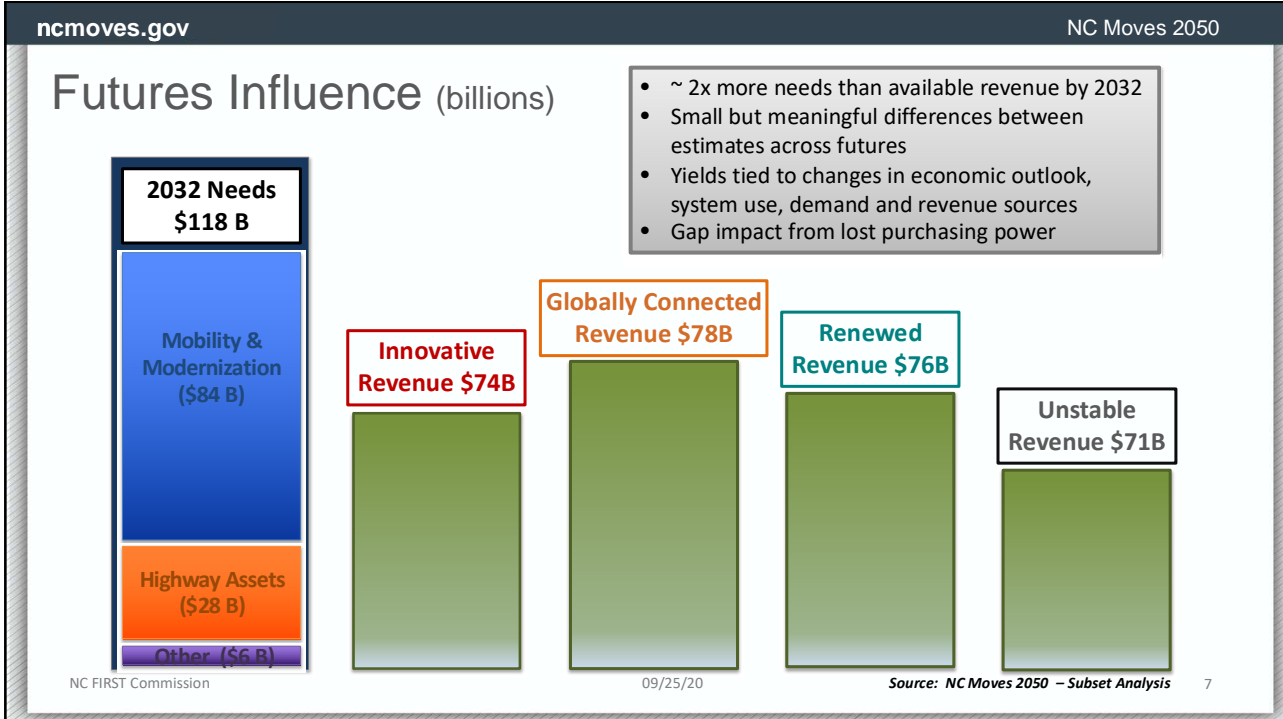 ncmoves.gov
NC Moves 2050
Futures Influence (billions)
• ~ 2x more needs than available revenue by 2032
• Small but meaningful differences between
estimates across futures
• Yields tied to changes in economic outlook,
system use, demand and revenue sources
• Gap impact from lost purchasing power
2032 Needs
$118 B
Mobility &
Modernization
($84 B)
Highway Assets
($28 B)
Other ($6 B)
Innovative
Revenue $74B
Globally Connected
Revenue $78B
Renewed
Revenue $76B
Unstable
Revenue $71B
NC FIRST Commission
09/25/20
Source: NC Moves 2050 – Subset Analysis
7